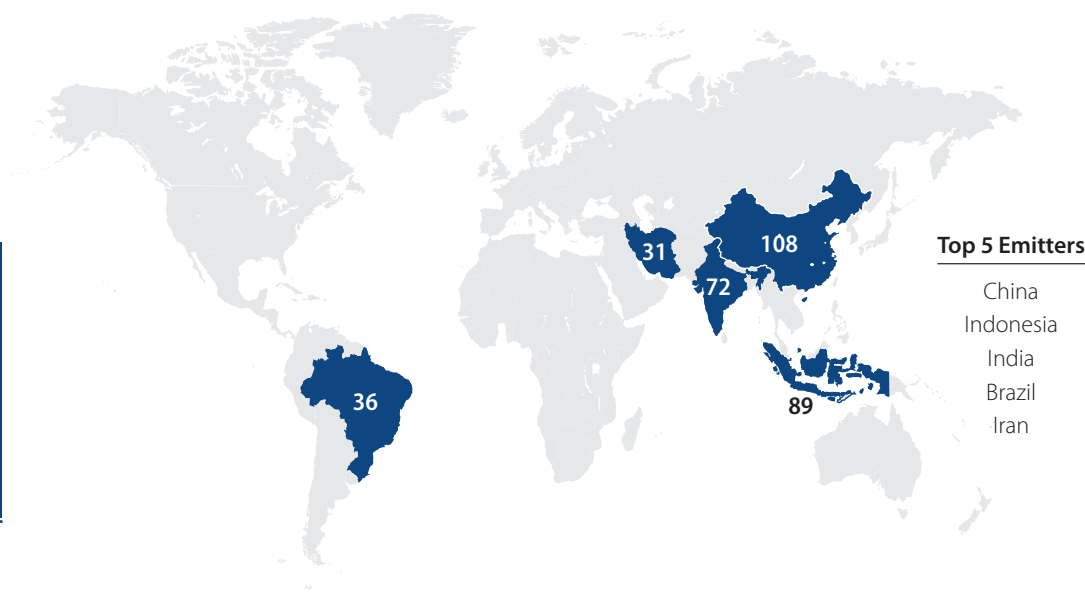 31
108
72
36
89
Top 5 Emitters
China
Indonesia
India
Brazil
Iran